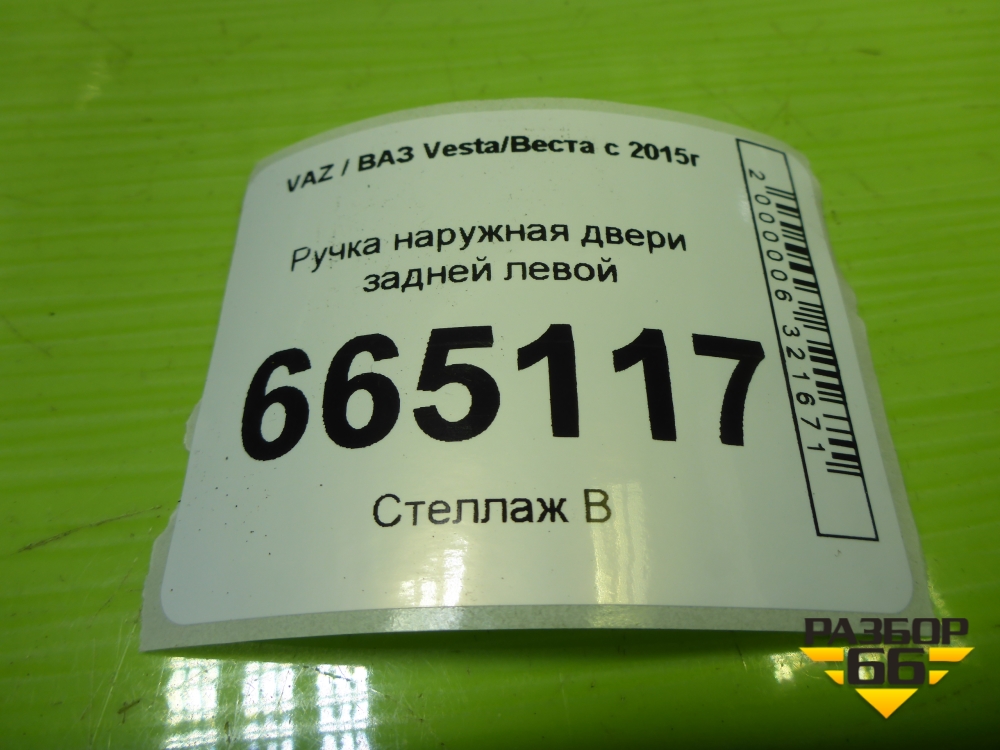 VAZ / ВАЗ Vesta/Веста с 2015г
Ручка наружная двери
задней левой
665117
Стеллаж В
2000006321671
РАЗБОР
66